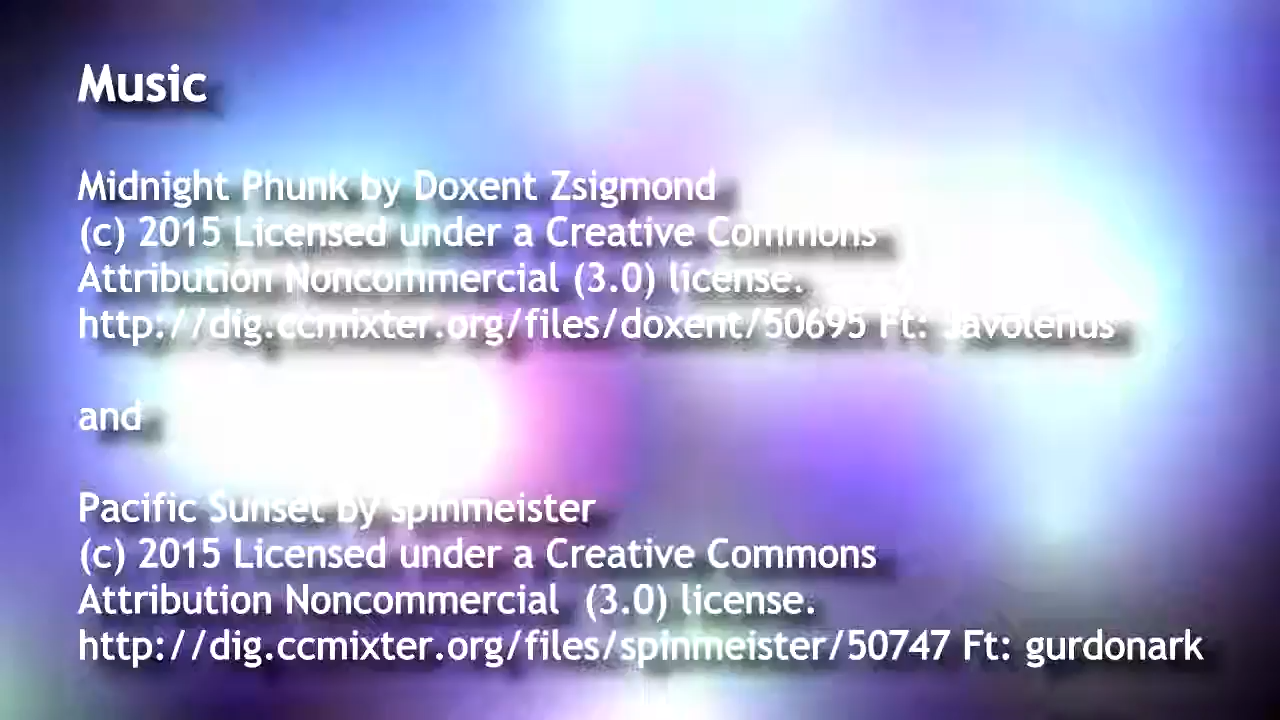 Music
Midnight Phunk by Doxent Zsigmond
(c) 2015 Licensed under a Creative Commons
Attribution Noncommercial (3.0) license.
http://dig.ccmixter.org/files/doxent/50695 Ft: Javolenus
and
Pacific Sunset by spinmeister
(c) 2015 Licensed under a Creative Commons
Attribution Noncommercial  (3.0) license.
http://dig.ccmixter.org/files/spinmeister/50747 Ft: gurdonark